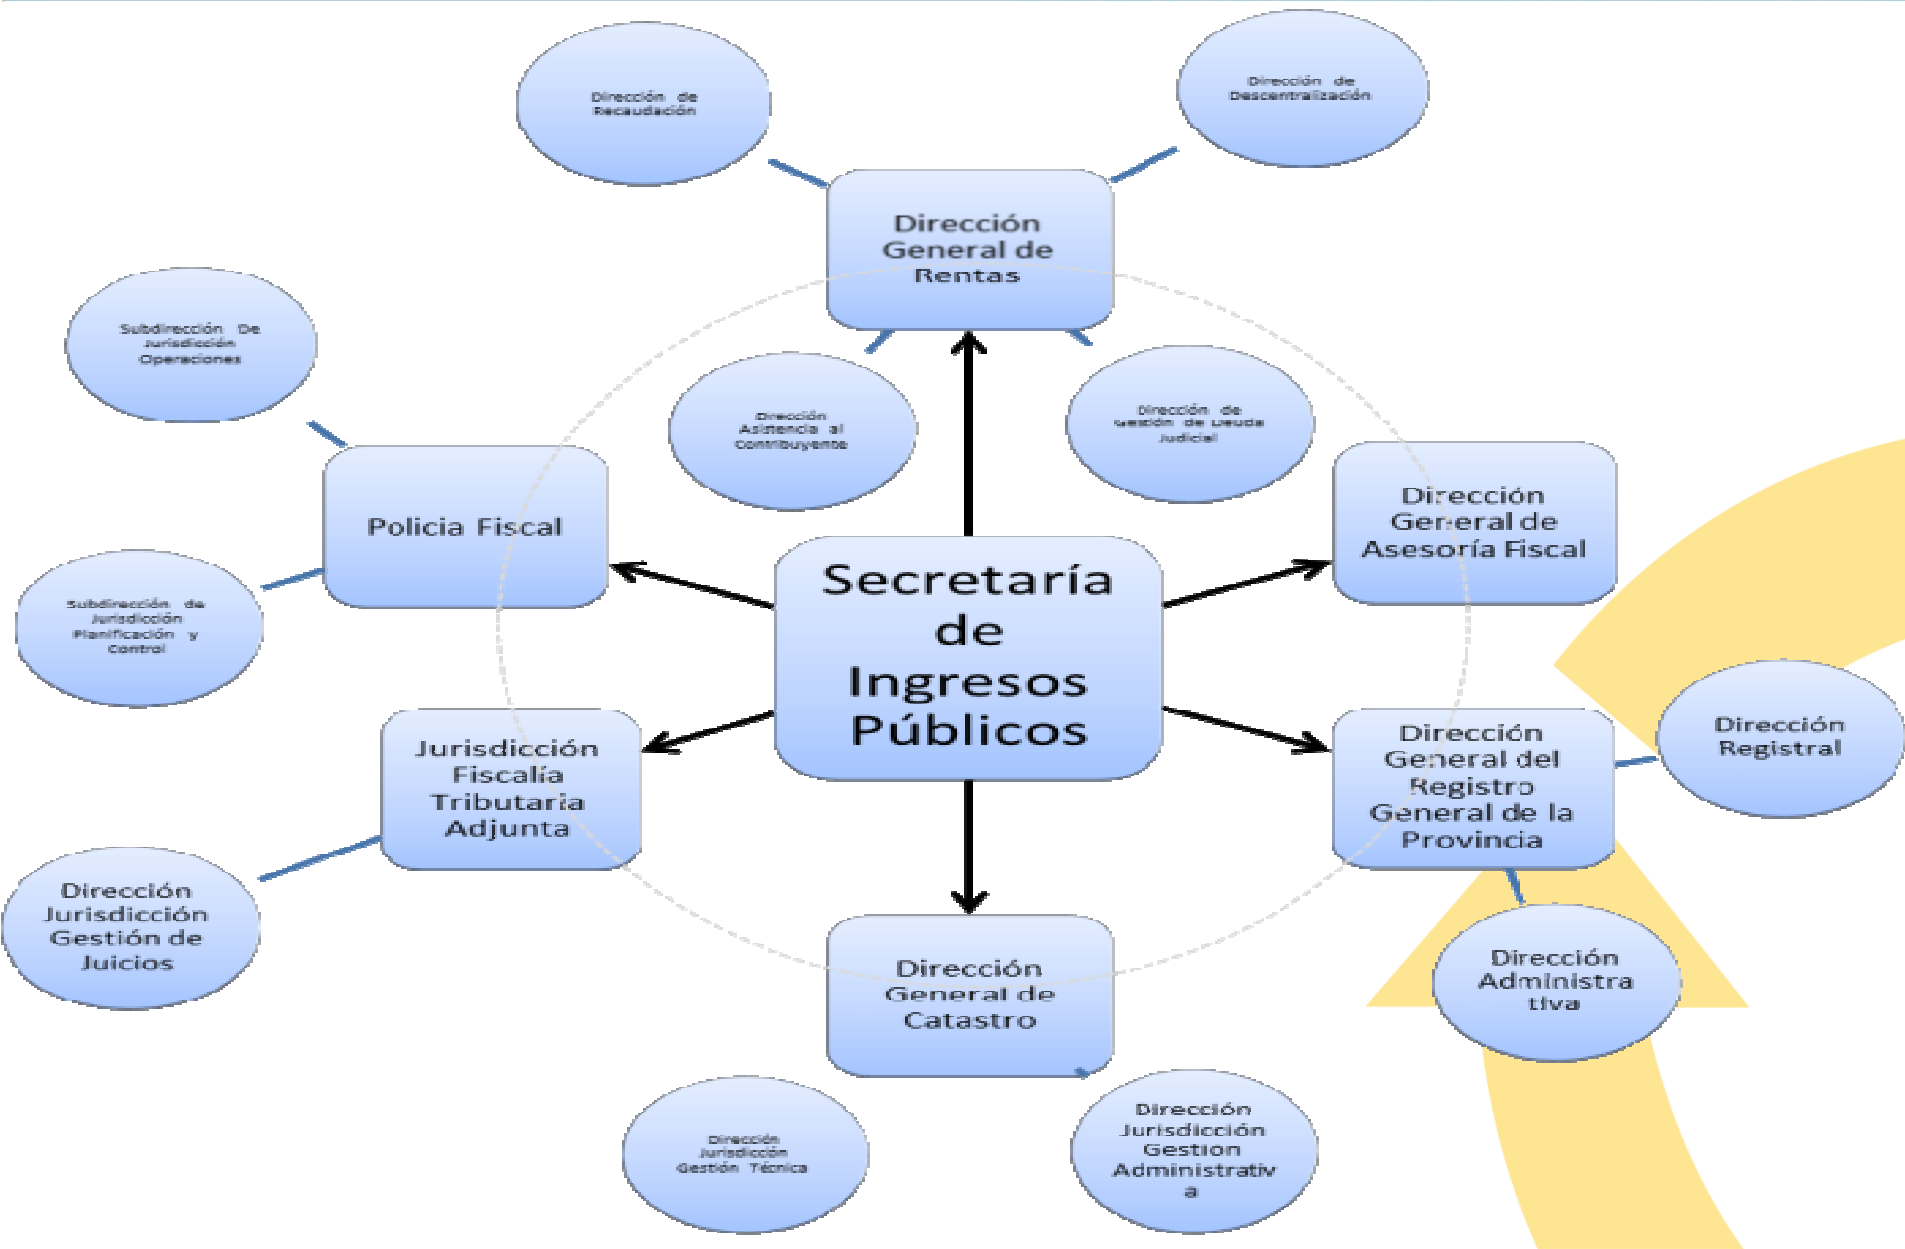 Dirección de
Recaudación
Dirección de
Descentralización
Dirección
General de
Rentas
Subdirección De
Jurisdicción
Operaciones
Dirección
Asistencia al
Contribuyente
Dirección de
Gestión de Deuda
Judicial
Policia Fiscal
Dirección
General de
Asesoría Fiscal
Secretaría
de
Ingresos
Públicos
Subdirección de
Jurisdicción
Planificación y
Control
Jurisdicción
Fiscalía
Tributaria
Adjunta
Dirección
General del
Registro
General de la
Provincia
Dirección
Registral
Dirección
Jurisdicción
Gestión de
Juicios
Dirección
General de
Catastro
Dirección
Administra
tiva
Dirección
Jurisdicción
Gestión Técnica
Dirección
Jurisdicción
Gestión
Administrativ
a